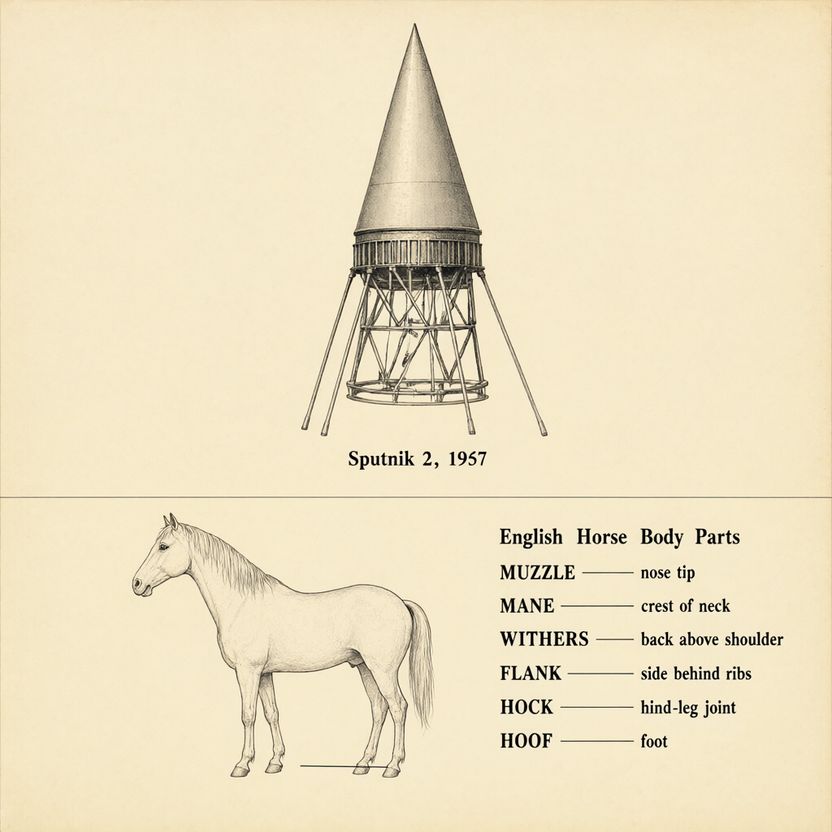 Sputnik 2, 1957
English Horse Body Parts
MUZZLE nose tip
MANE crest of neck
WITHERS back above shoulder
FLANK side behind ribs
HOCK hind-leg joint
HOOF foot